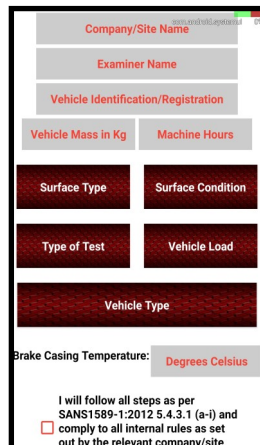 com.android.systemui
Company/Site Name
Examiner Name
Vehicle Identification/Registration
Vehicle Mass in Kg Machine Hours
Surface Type Surface Condition
Type of Test Vehicle Load
Vehicle Type
Brake Casing Temperature: Degrees Celsius
I will follow all steps as per
SANS1589-1:2012 5.4.3.1 (a-i) and
comply to all internal rules as set
out by the relevant company/site